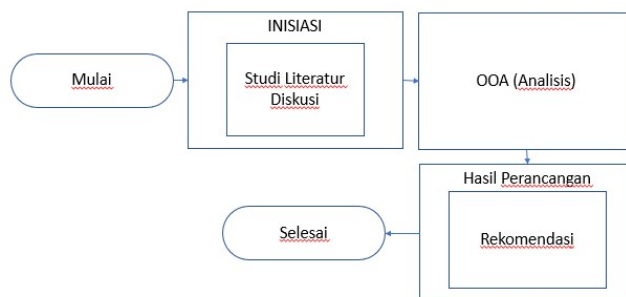 INISIASI
Mulai
Studi Literatur
Diskusi
OOA (Analisis)
Hasil Perancangan
Selesai
Rekomendasi